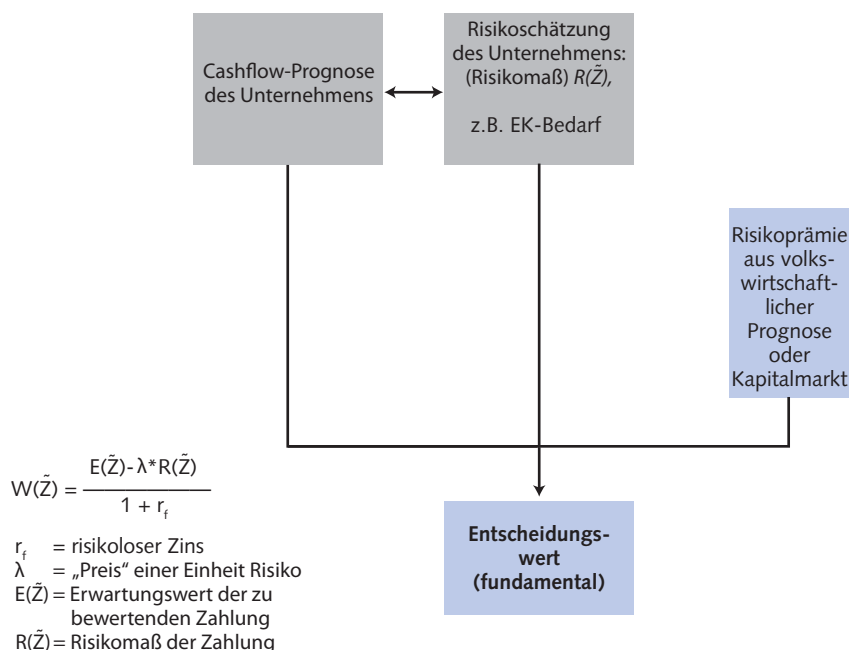 Cashflow-Prognose
des Unternehmens
Risikoschätzung
des Unternehmens:
(Risikomaß) R(Z̃),
z.B. EK-Bedarf
Risikoprämie
aus volks-
wirtschaft-
licher
Prognose
oder
Kapitalmarkt
W(Z̃) = E(Z̃)-λ*R(Z̃)
1 + r_f
r_f = risikoloser Zins
λ = „Preis" einer Einheit Risiko
E(Z̃) = Erwartungswert der zu
bewertenden Zahlung
R(Z̃) = Risikomaß der Zahlung
Entscheidungs-
wert
(fundamental)